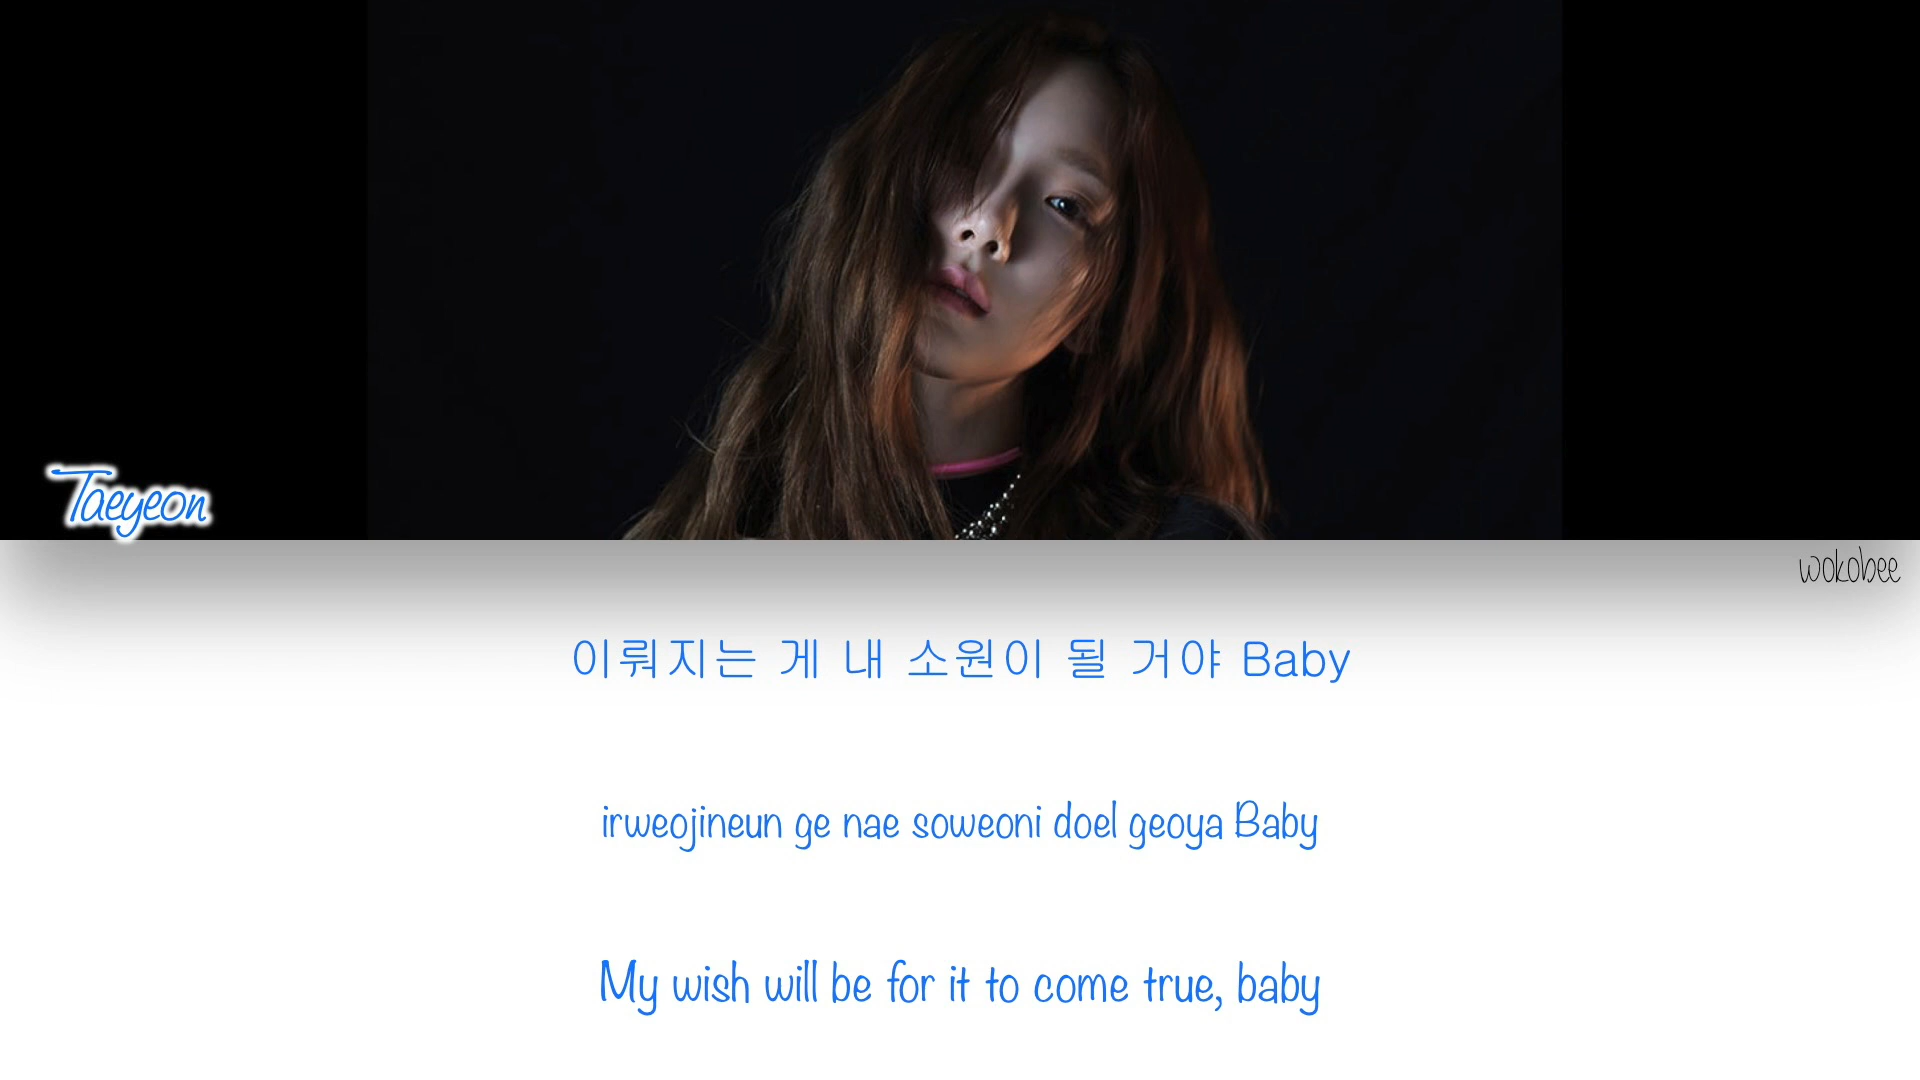 Taeyeon
wokobee
이뤄지는 게 내 소원이 될 거야 Baby
irweojineun ge nae soweoni doel geoya Baby
My wish will be for it to come true, baby